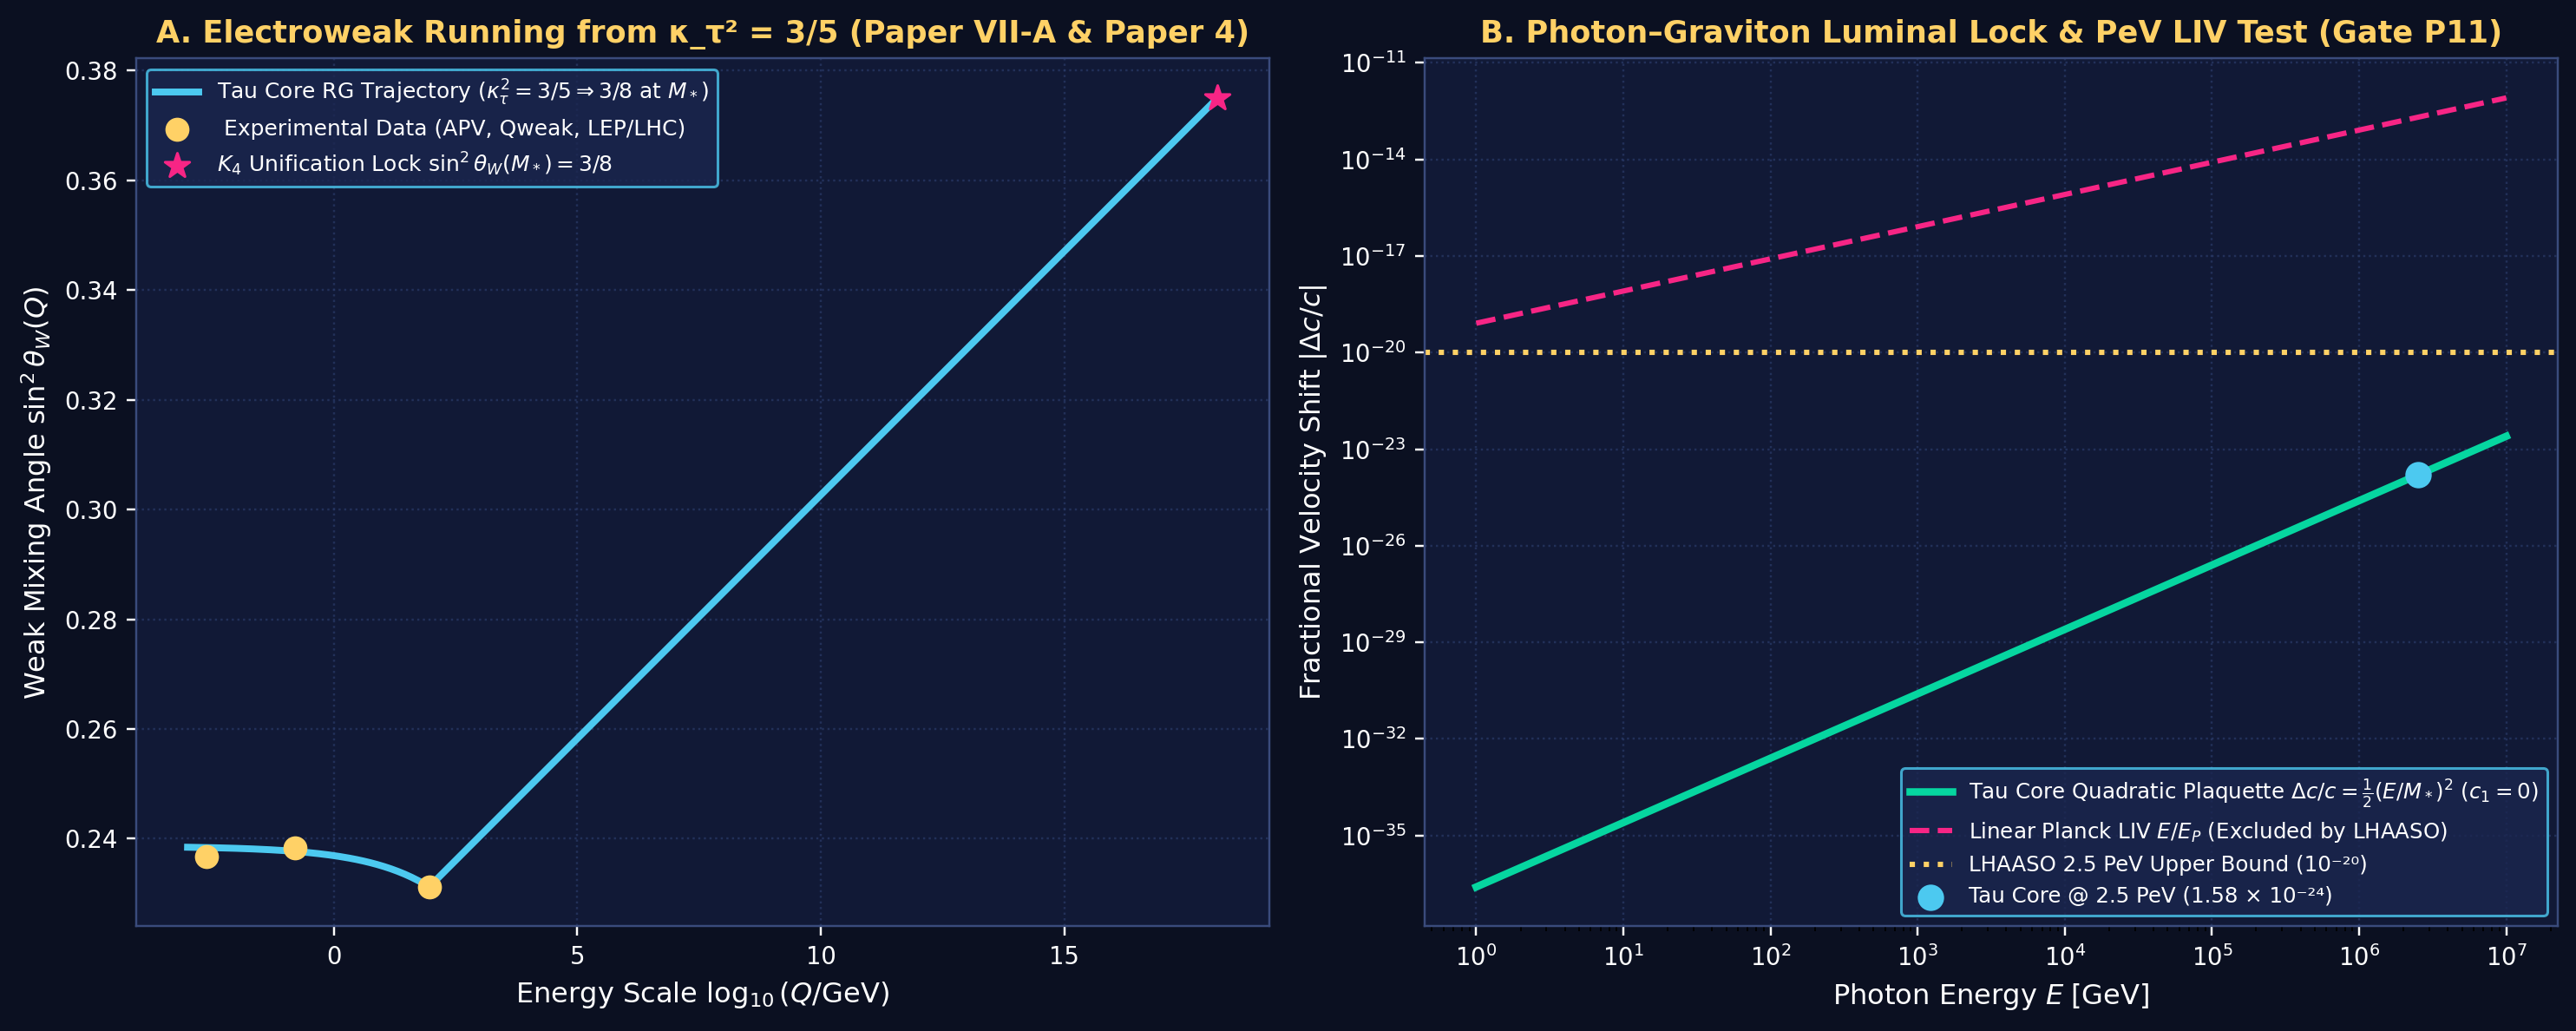 A. Electroweak Running from κ_τ² = 3/5 (Paper VII-A & Paper 4)
Weak Mixing Angle sin² θ_W(Q)
0.38
0.36
0.34
0.32
0.30
0.28
0.26
0.24
Tau Core RG Trajectory (κ_τ² = 3/5 ⇒ 3/8 at M_*)
Experimental Data (APV, Qweak, LEP/LHC)
K₄ Unification Lock sin² θ_W(M_*) = 3/8
0
5
10
15
Energy Scale log₁₀(Q/GeV)
B. Photon–Graviton Luminal Lock & PeV LIV Test (Gate P11)
Fractional Velocity Shift |Δc/c|
10⁻¹¹
10⁻¹⁴
10⁻¹⁷
10⁻²⁰
10⁻²³
10⁻²⁶
10⁻²⁹
10⁻³²
10⁻³⁵
Tau Core Quadratic Plaquette Δc/c = ½(E/M_*)² (c₁ = 0)
Linear Planck LIV E/E_P (Excluded by LHAASO)
LHAASO 2.5 PeV Upper Bound (10⁻²⁰)
Tau Core @ 2.5 PeV (1.58 × 10⁻²⁴)
10⁰
10¹
10²
10³
10⁴
10⁵
10⁶
10⁷
Photon Energy E [GeV]